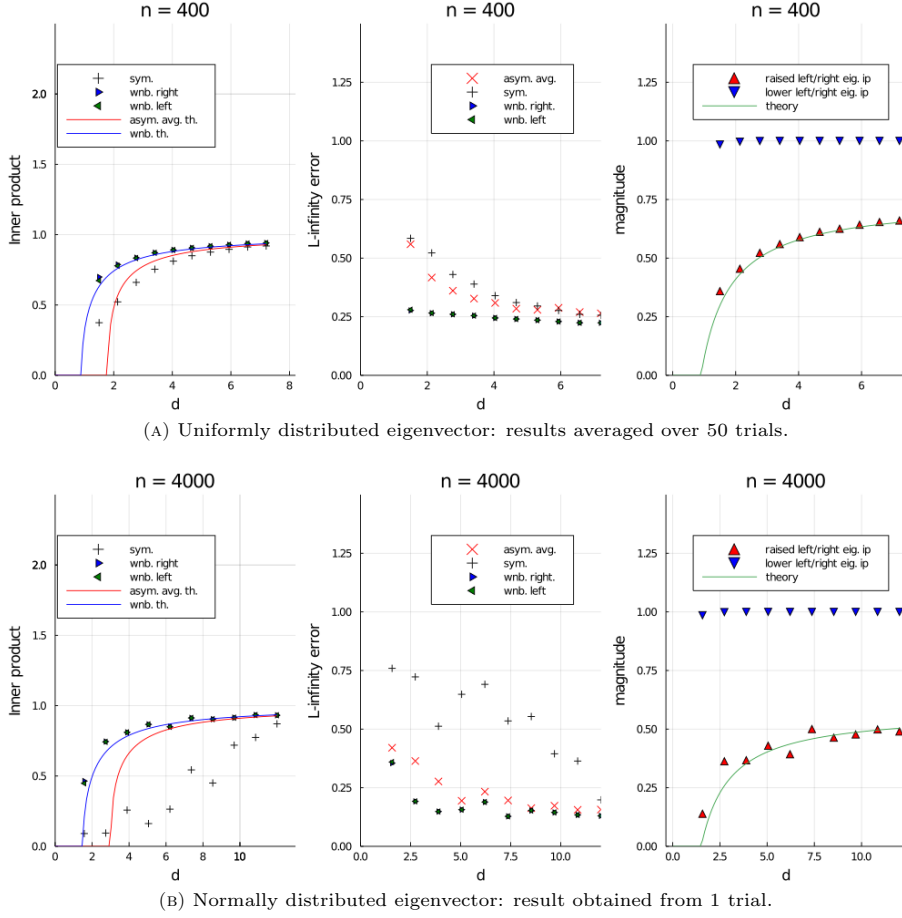 n = 400
Inner product
2.0
1.5
1.0
0.5
0.0
0 2 4 6 8
d
sym.
wnb. right
wnb. left
asym. avg. th.
wnb. th.
n = 400
L-infinity error
1.25
1.00
0.75
0.50
0.25
0.00
0 2 4 6
d
asym. avg.
sym.
wnb. right.
wnb. left
n = 400
magnitude
1.25
1.00
0.75
0.50
0.25
0.00
0 2 4 6
d
raised left/right eig. ip
lower left/right eig. ip
theory
(A) Uniformly distributed eigenvector: results averaged over 50 trials.
n = 4000
Inner product
2.0
1.5
1.0
0.5
0.0
0 2 4 6 8 10
d
sym.
wnb. right
wnb. left
asym. avg. th.
wnb. th.
n = 4000
L-infinity error
1.25
1.00
0.75
0.50
0.25
0.00
0.0 2.5 5.0 7.5 10.0
d
asym. avg.
sym.
wnb. right.
wnb. left
n = 4000
magnitude
1.25
1.00
0.75
0.50
0.25
0.00
0.0 2.5 5.0 7.5 10.0
d
raised left/right eig. ip
lower left/right eig. ip
theory
(B) Normally distributed eigenvector: result obtained from 1 trial.